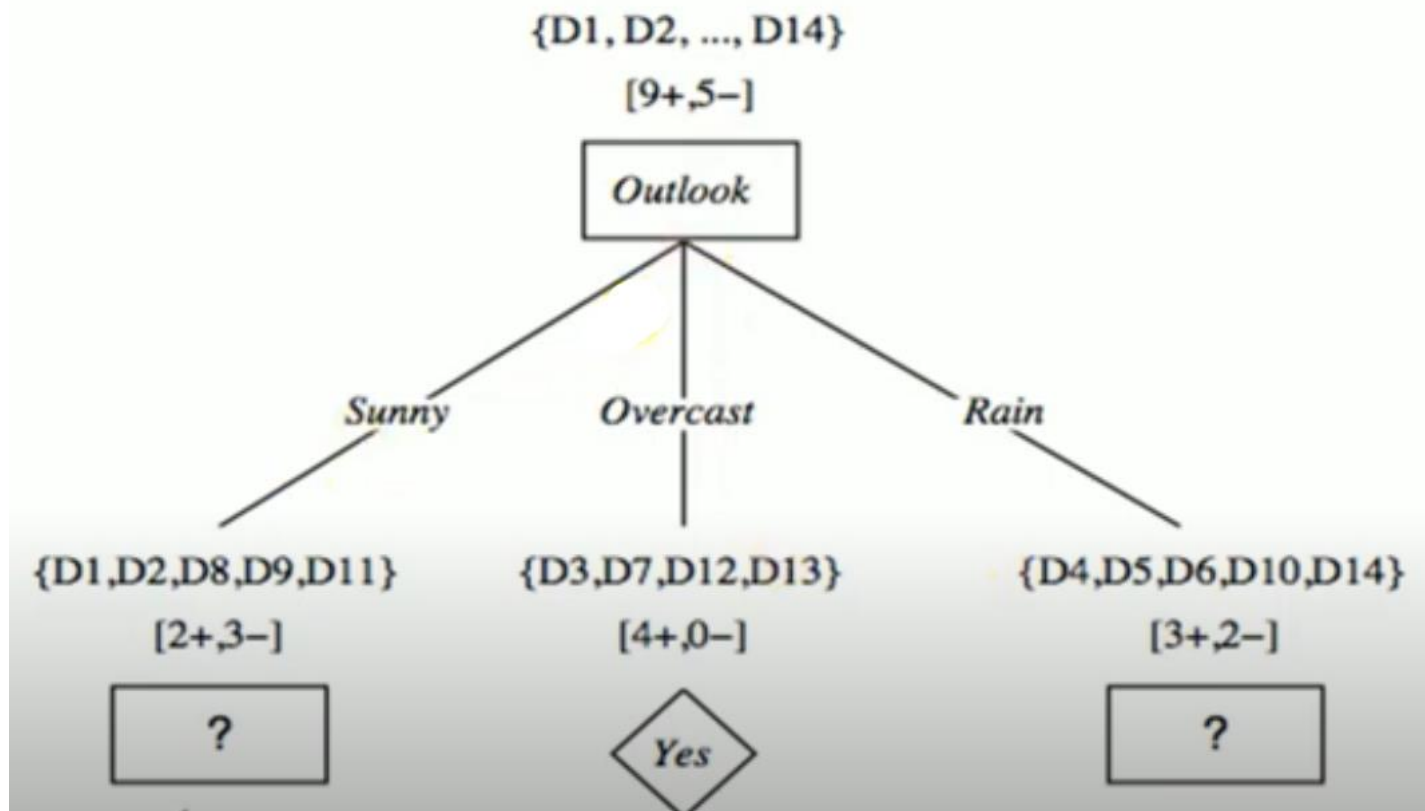 {D1, D2, ..., D14}
[9+,5−]
Outlook
Sunny Overcast Rain
{D1,D2,D8,D9,D11} {D3,D7,D12,D13} {D4,D5,D6,D10,D14}
[2+,3−] [4+,0−] [3+,2−]
? Yes ?